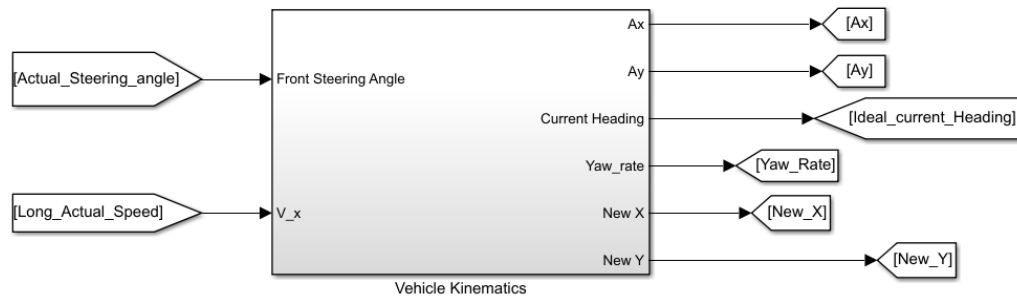 Ax
[Ax]
[Actual_Steering_angle]
Front Steering Angle
Ay
[Ay]
Current Heading
[Ideal_current_Heading]
Yaw_rate
[Yaw_Rate]
[Long_Actual_Speed]
V_x
New X
[New_X]
New Y
[New_Y]
Vehicle Kinematics